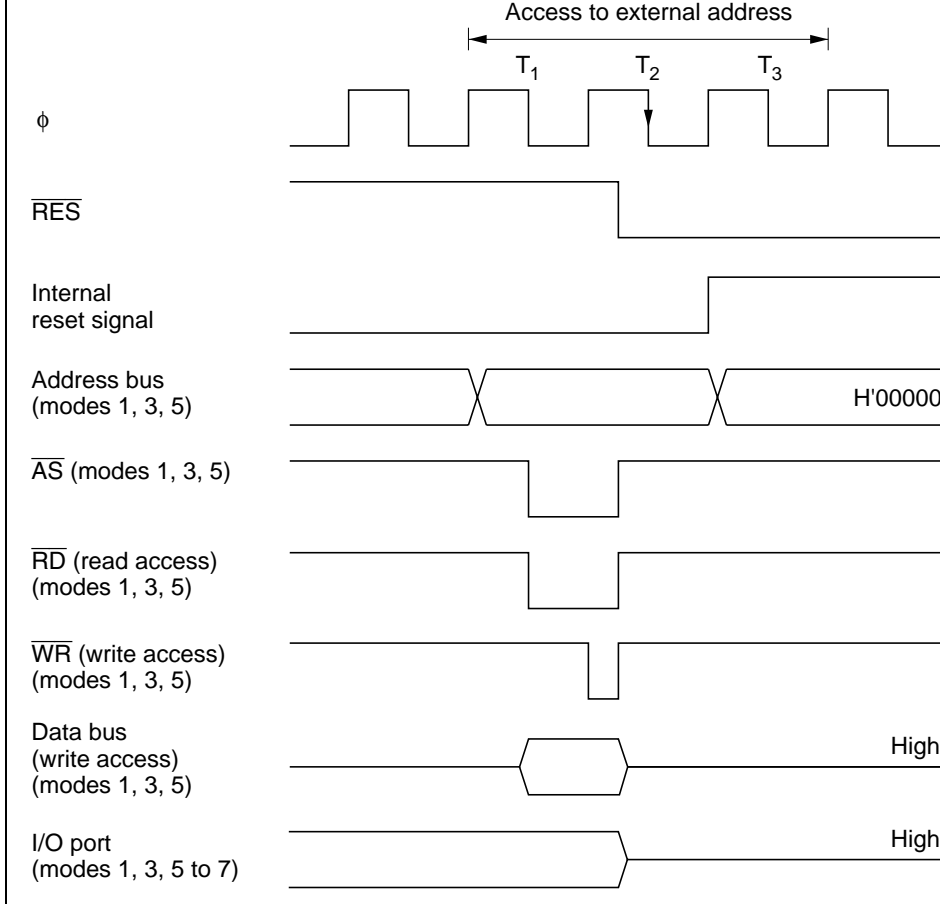 Access to external address
T1 T2 T3
φ
RES
Internal
reset signal
Address bus
(modes 1, 3, 5)
H'00000
AS (modes 1, 3, 5)
RD (read access)
(modes 1, 3, 5)
WR (write access)
(modes 1, 3, 5)
Data bus
(write access)
(modes 1, 3, 5)
High
I/O port
(modes 1, 3, 5 to 7)
High